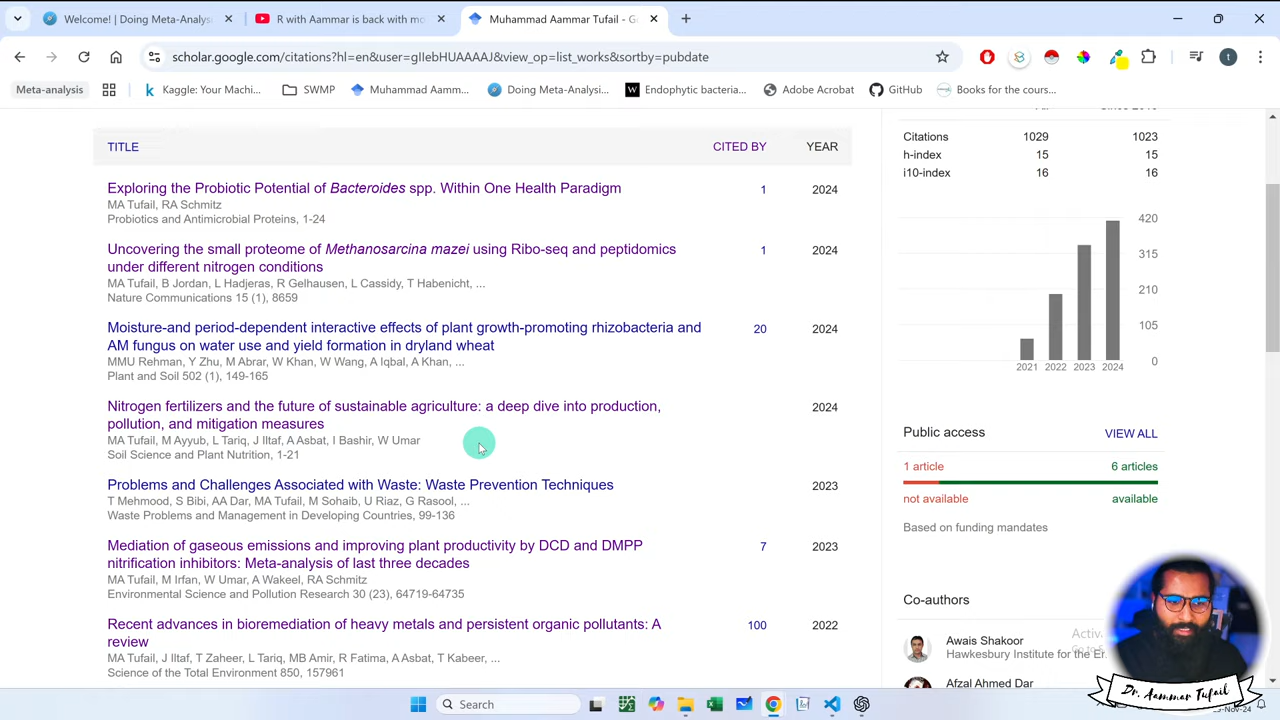 Welcome! | Doing Meta-Analys
R with Aammar is back with mo
Muhammad Aammar Tufail - Go
scholar.google.com/citations?hl=en&user=gIIebHUAAAAJ&view_op=list_works&sortby=pubdate
t
Meta-analysis
Kaggle: Your Machi...
SWMP
Muhammad Aamm...
Doing Meta-Analysi...
Endophytic bacteria...
Adobe Acrobat
GitHub
Books for the cours...
TITLE
CITED BY
YEAR
Exploring the Probiotic Potential of Bacteroides spp. Within One Health Paradigm
1
2024
MA Tufail, RA Schmitz
Probiotics and Antimicrobial Proteins, 1-24
Uncovering the small proteome of Methanosarcina mazei using Ribo-seq and peptidomics
1
2024
under different nitrogen conditions
MA Tufail, B Jordan, L Hadjeras, R Gelhausen, L Cassidy, T Habenicht, ...
Nature Communications 15 (1), 8659
Moisture-and period-dependent interactive effects of plant growth-promoting rhizobacteria and
20
2024
AM fungus on water use and yield formation in dryland wheat
MMU Rehman, Y Zhu, M Abrar, W Khan, W Wang, A Iqbal, A Khan, ...
Plant and Soil 502 (1), 149-165
Nitrogen fertilizers and the future of sustainable agriculture: a deep dive into production,
2024
pollution, and mitigation measures
MA Tufail, M Ayyub, L Tariq, J Iltaf, A Asbat, I Bashir, W Umar
Soil Science and Plant Nutrition, 1-21
Problems and Challenges Associated with Waste: Waste Prevention Techniques
2023
T Mehmood, S Bibi, AA Dar, MA Tufail, M Sohaib, U Riaz, G Rasool, ...
Waste Problems and Management in Developing Countries, 99-136
Mediation of gaseous emissions and improving plant productivity by DCD and DMPP
7
2023
nitrification inhibitors: Meta-analysis of last three decades
MA Tufail, M Irfan, W Umar, A Wakeel, RA Schmitz
Environmental Science and Pollution Research 30 (23), 64719-64735
Recent advances in bioremediation of heavy metals and persistent organic pollutants: A
100
2022
review
MA Tufail, J Iltaf, T Zaheer, L Tariq, MB Amir, R Fatima, A Asbat, T Kabeer, ...
Science of the Total Environment 850, 157961
Citations 1029 1023
h-index 15 15
i10-index 16 16
420
315
210
105
0
2021 2022 2023 2024
Public access
VIEW ALL
1 article
6 articles
not available
available
Based on funding mandates
Co-authors
Awais Shakoor
Hawkesbury Institute for the Er
Afzal Ahmed Dar
Dr. Aammar Tufail
Search